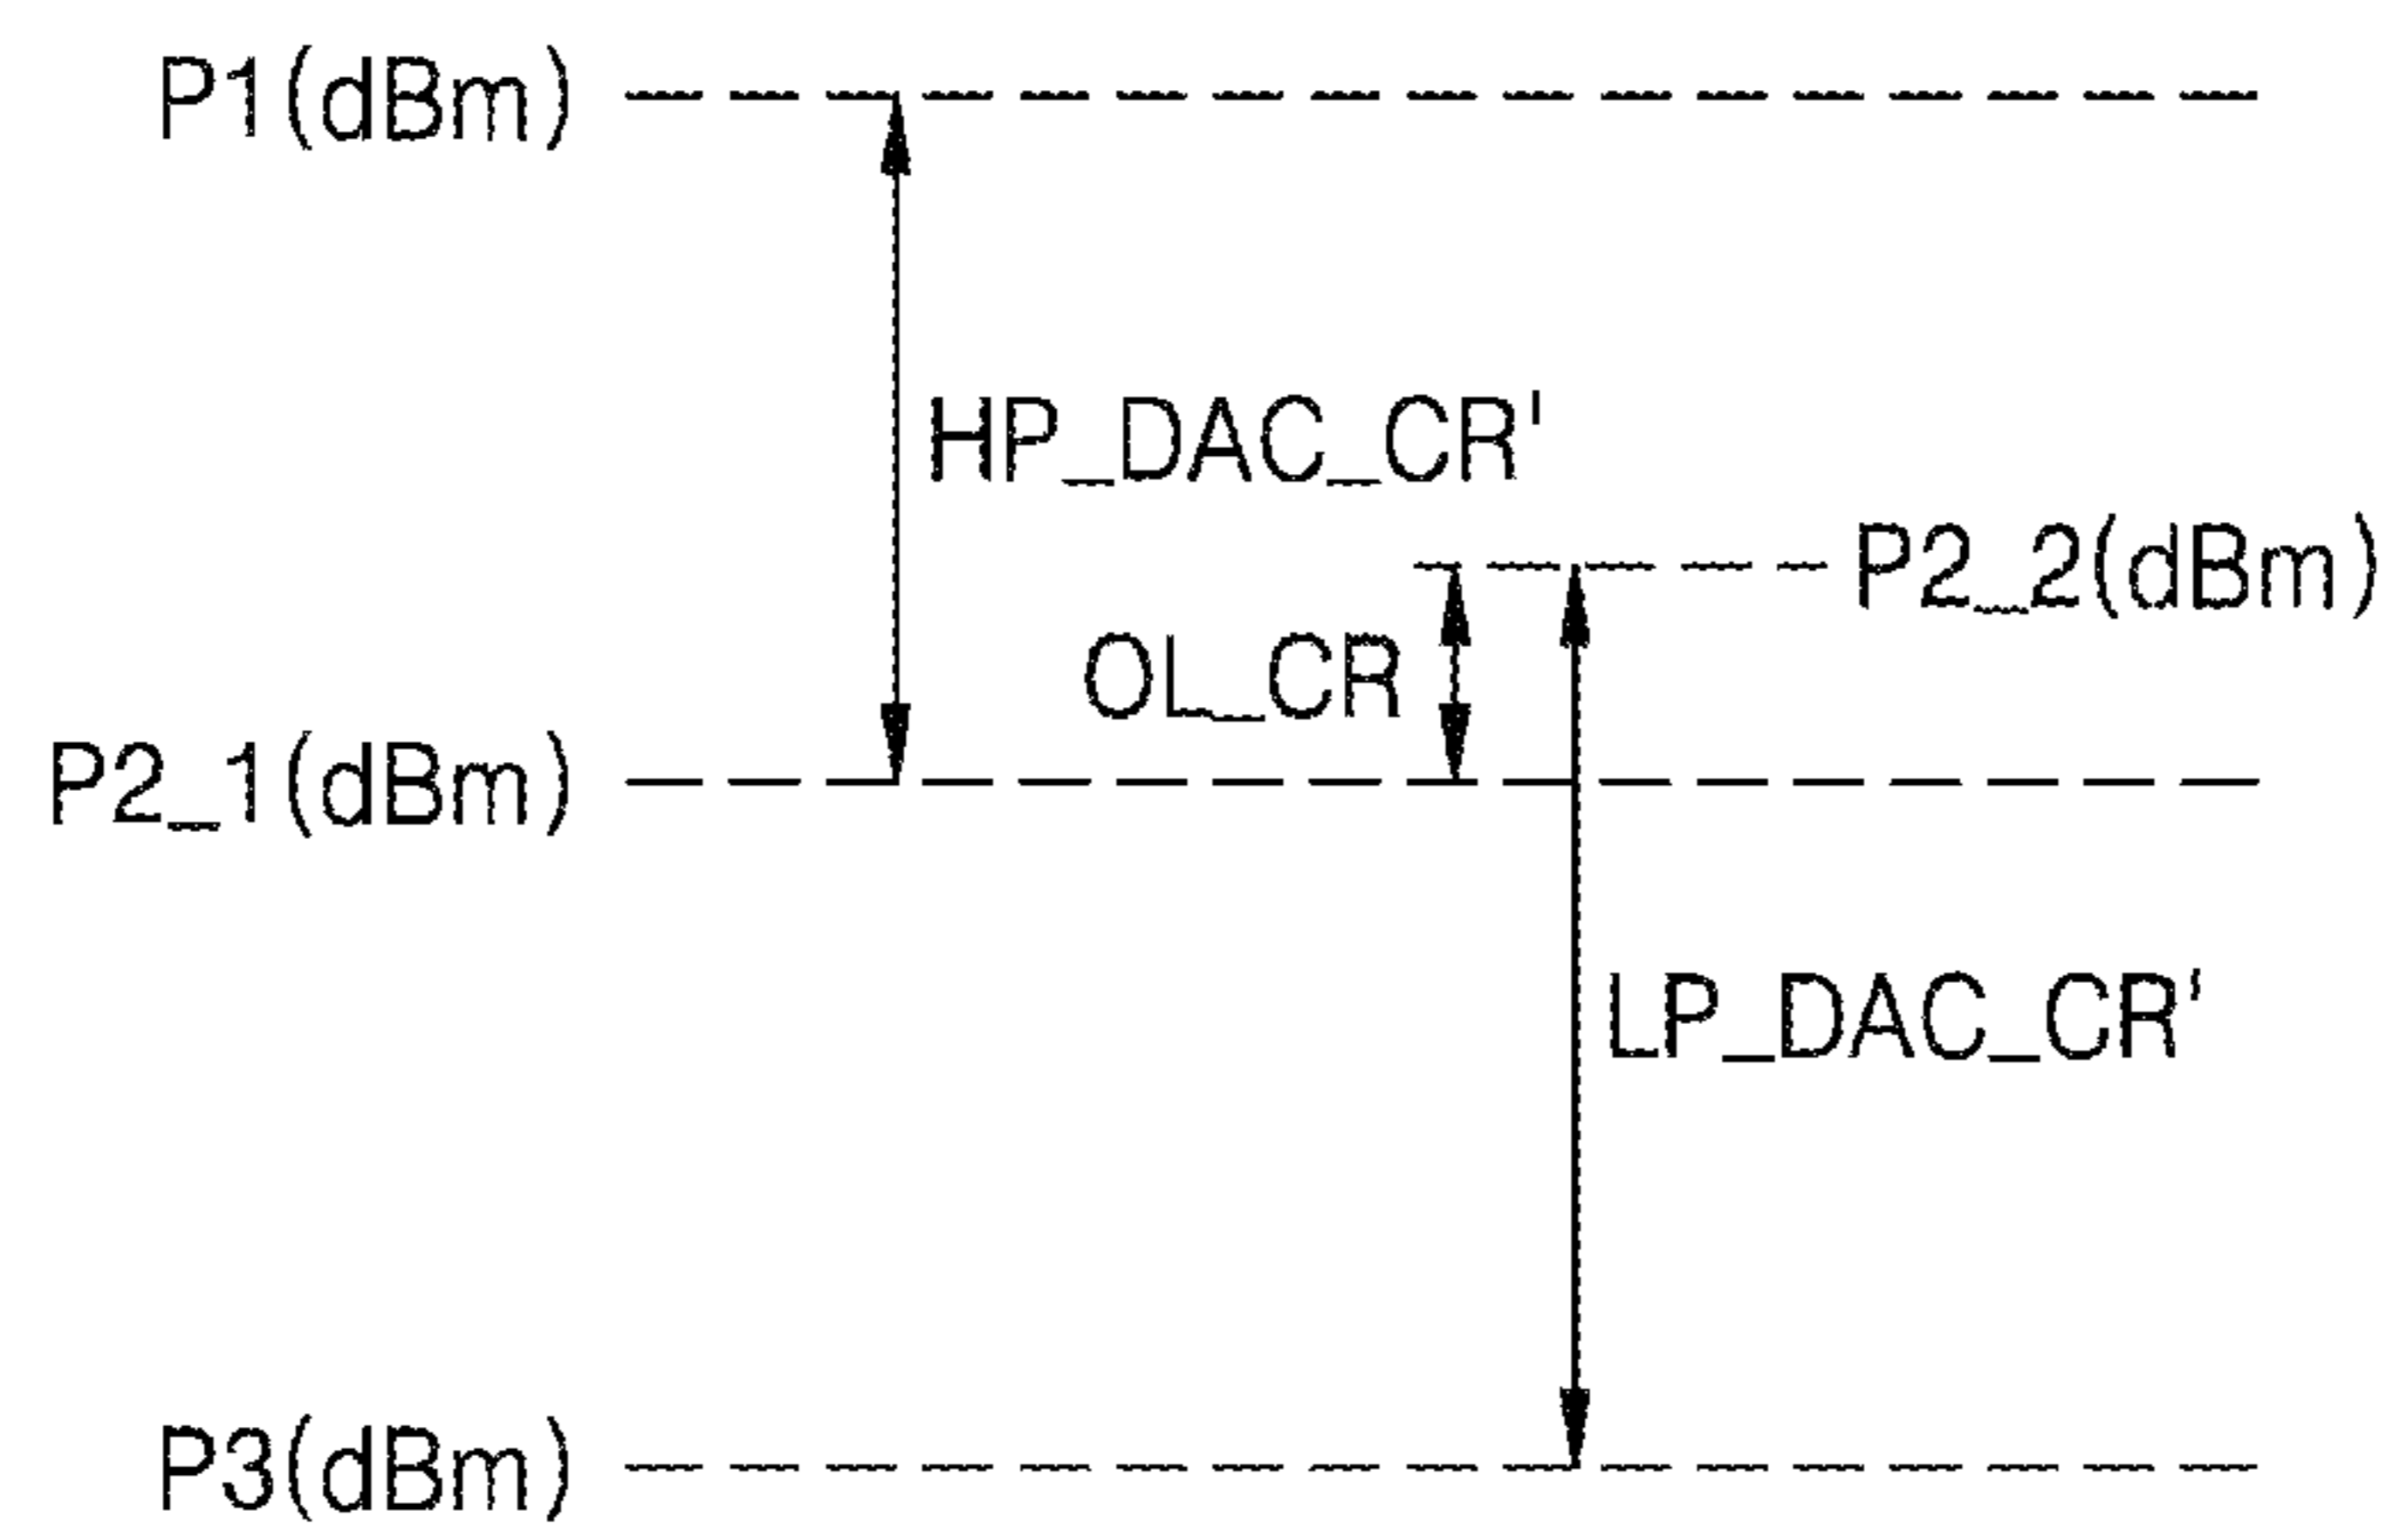 P1(dBm)
HP_DAC_CR'
P2_2(dBm)
OL_CR
P2_1(dBm)
LP_DAC_CR'
P3(dBm)